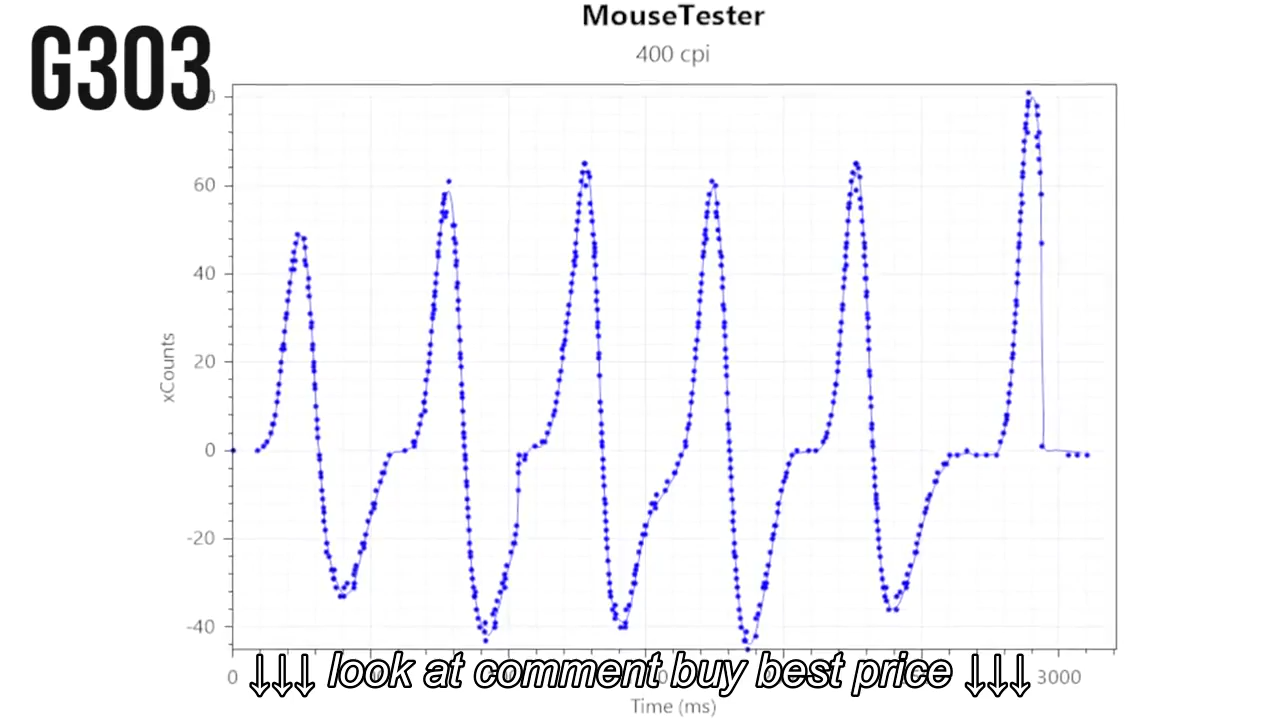 MouseTester
400 cpi
G303
60
40
20
0
-20
-40
xCounts
0
3000
↓↓↓ look at comment buy best price ↓↓↓
Time (ms)